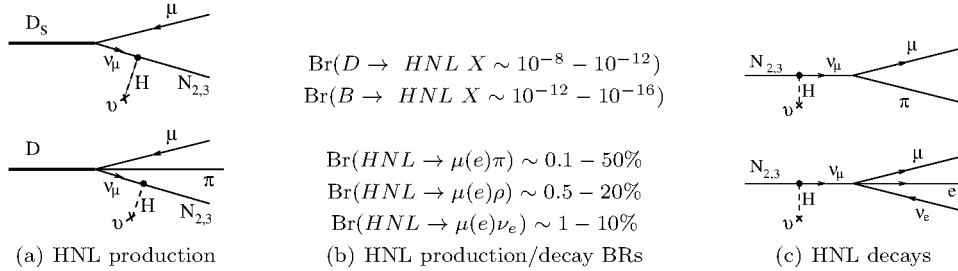 D_S
μ
ν_μ
H
N_{2,3}
υ
D
μ
π
ν_μ
H
N_{2,3}
υ
(a) HNL production
Br(D → HNL X ∼ 10^{−8} − 10^{−12})
Br(B → HNL X ∼ 10^{−12} − 10^{−16})
Br(HNL → μ(e)π) ∼ 0.1 − 50%
Br(HNL → μ(e)ρ) ∼ 0.5 − 20%
Br(HNL → μ(e)ν_e) ∼ 1 − 10%
(b) HNL production/decay BRs
N_{2,3}
ν_μ
μ
H
υ
π
N_{2,3}
ν_μ
μ
H
e
υ
ν_e
(c) HNL decays